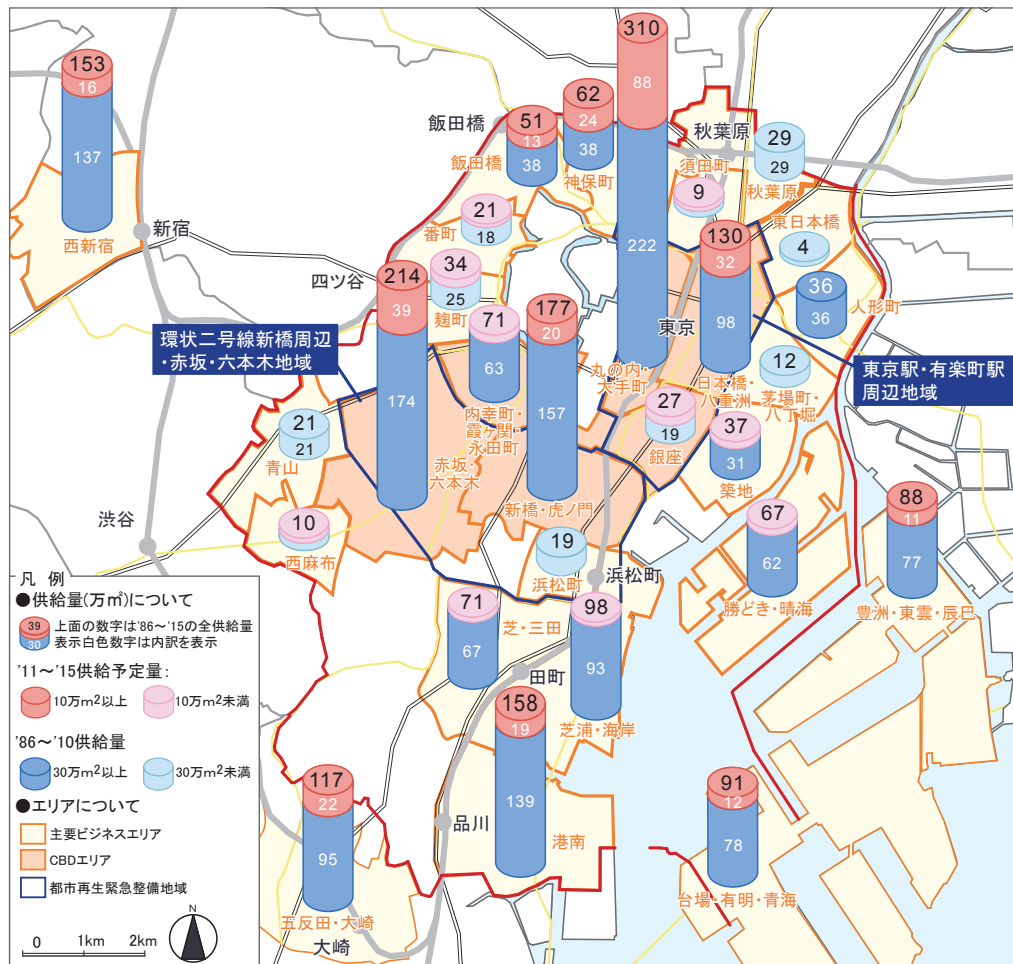 310
88
222
丸の内・
大手町
153
16
137
西新宿
新宿
飯田橋
51
13
38
飯田橋
62
24
38
神保町
秋葉原
29
29
秋葉原
須田町
9
東日本橋
4
21
18
番町
130
32
98
日本橋・
八重洲
36
36
人形町
四ツ谷
34
25
麹町
214
39
174
赤坂・
六本木
71
63
内幸町・
霞ヶ関・
永田町
177
20
157
新橋・虎ノ門
東京
環状二号線新橋周辺
・赤坂・六本木地域
東京駅・有楽町駅
周辺地域
12
茅場町・
八丁堀
27
19
銀座
37
31
築地
21
21
青山
10
西麻布
渋谷
19
浜松町
浜松町
67
62
勝どき・晴海
88
11
77
豊洲・東雲・辰巳
71
67
芝・三田
98
93
芝浦・海岸
田町
158
19
139
港南
品川
117
22
95
五反田・大崎
大崎
91
12
78
台場・有明・青海
凡 例
●供給量(万㎡)について
39
30
上面の数字は'86～'15の全供給量
表示白色数字は内訳を表示
'11～'15供給予定量:
10万m²以上
10万m²未満
'86～'10供給量
30万m²以上
30万m²未満
●エリアについて
主要ビジネスエリア
CBDエリア
都市再生緊急整備地域
0 1km 2km
N